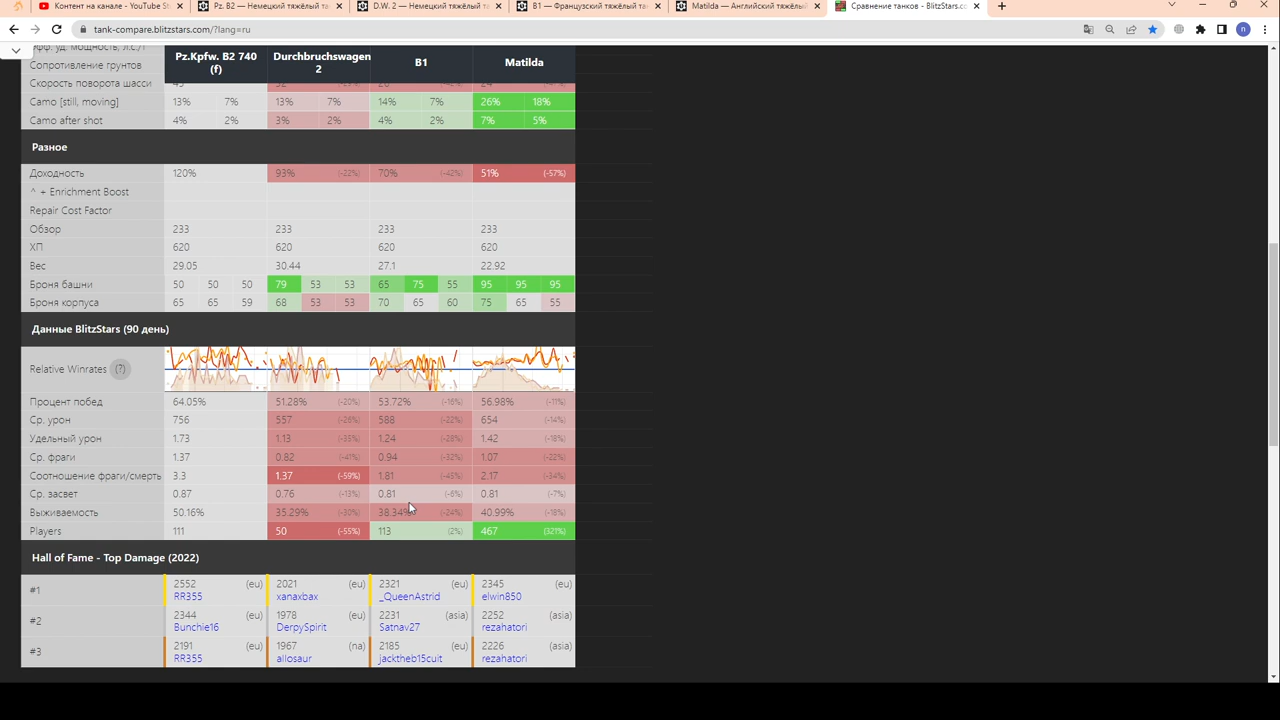 Контент на канале - YouTube St
Pz. B2 — Немецкий тяжёлый та
D.W. 2 — Немецкий тяжёлый та
B1 — Французский тяжёлый тан
Matilda — Английский тяжёлый
Сравнение танков - BlitzStars.co
tank-compare.blitzstars.com/?lang=ru
n
Pz.Kpfw. B2 740 (f) Durchbruchswagen 2 B1 Matilda
Сопротивление грунтов
Скорость поворота шасси
Camo [still, moving] 13% 7% 13% 7% 14% 7% 26% 18%
Camo after shot 4% 2% 3% 2% 4% 2% 7% 5%
Разное
Доходность 120% 93% (-22%) 70% (-42%) 51% (-57%)
^ + Enrichment Boost
Repair Cost Factor
Обзор 233 233 233 233
ХП 620 620 620 620
Вес 29.05 30.44 27.1 22.92
Броня башни 50 50 50 79 53 53 65 75 55 95 95 95
Броня корпуса 65 65 59 68 53 53 70 65 60 75 65 55
Данные BlitzStars (90 день)
Relative Winrates (?)
Процент побед 64.05% 51.28% (-20%) 53.72% (-16%) 56.98% (-11%)
Ср. урон 756 557 (-26%) 588 (-22%) 654 (-14%)
Удельный урон 1.73 1.13 (-35%) 1.24 (-28%) 1.42 (-18%)
Ср. фраги 1.37 0.82 (-41%) 0.94 (-32%) 1.07 (-22%)
Соотношение фраги/смерть 3.3 1.37 (-59%) 1.81 (-45%) 2.17 (-34%)
Ср. засвет 0.87 0.76 (-13%) 0.81 (-6%) 0.81 (-7%)
Выживаемость 50.16% 35.29% (-30%) 38.34% (-24%) 40.99% (-18%)
Players 111 50 (-55%) 113 (2%) 467 (321%)
Hall of Fame - Top Damage (2022)
#1 2552 (eu) 2021 (eu) 2321 (eu) 2345 (eu)
RR355 xanaxbax _QueenAstrid elwin850
#2 2344 (eu) 1978 (eu) 2231 (asia) 2252 (asia)
Bunchie16 DerpySpirit Satnav27 rezahatori
#3 2191 (eu) 1967 (na) 2185 (eu) 2226 (asia)
RR355 allosaur jacktheb15cuit rezahatori